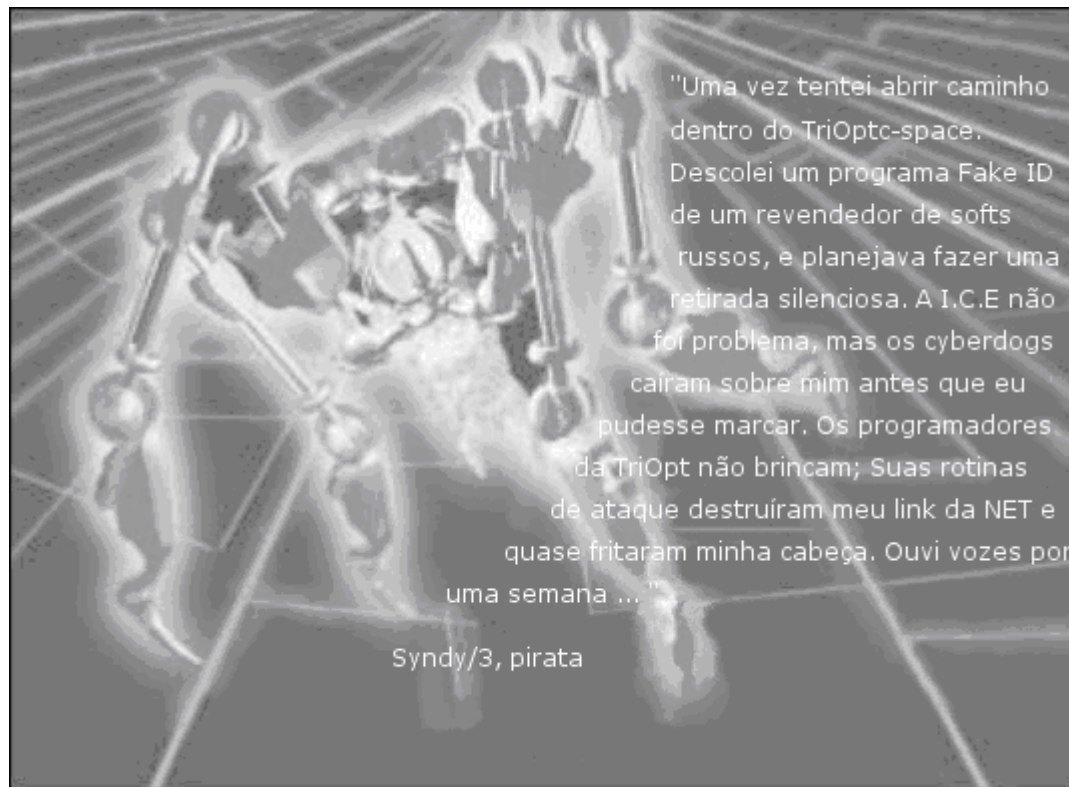 "Uma vez tentei abrir caminho
dentro do TriOptc-space.
Descolei um programa Fake ID
de um revendedor de softs
russos, e planejava fazer uma
retirada silenciosa. A I.C.E não
foi problema, mas os cyberdogs
caíram sobre mim antes que eu
pudesse marcar. Os programadores
da TriOpt não brincam; Suas rotinas
de ataque destruíram meu link da NET e
quase fritaram minha cabeça. Ouvi vozes por
uma semana ... "
Syndy/3, pirata